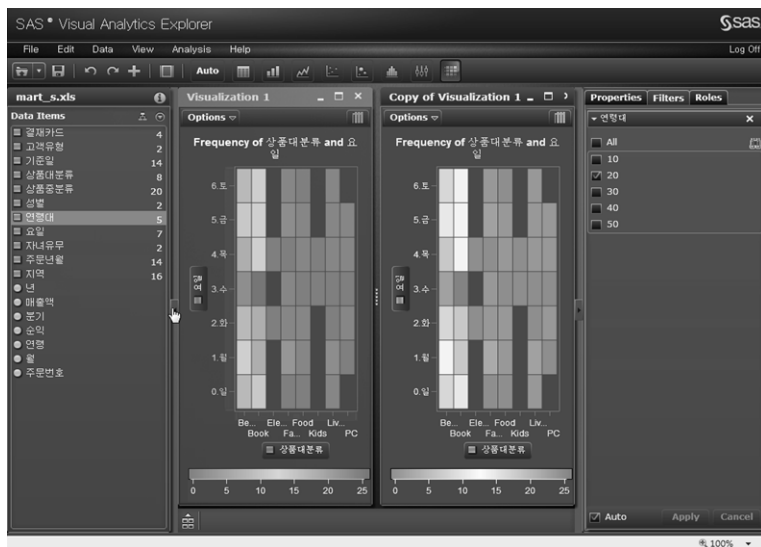 SAS® Visual Analytics Explorer
sas
File Edit Data View Analysis Help
Log Off
Auto
mart_s.xls
Data Items
결재카드 4
고객유형 2
기준일 14
상품대분류 8
상품중분류 20
성별 2
연령대 5
요일 7
자녀유무 2
주문년월 14
지역 16
년
매출액
분기
순익
연령
월
주문번호
Visualization 1
Options
Frequency of 상품대분류 and 요
일
6.토
5.금
4.목
3.수
2.화
1.월
0.일
요일
Be... Ele... Food Liv...
Book Fa... Kids PC
상품대분류
0 5 10 15 20 25
Copy of Visualization 1
Options
Frequency of 상품대분류 and 요
일
6.토
5.금
4.목
3.수
2.화
1.월
0.일
요일
Be... Ele... Food Liv...
Book Fa... Kids PC
상품대분류
0 5 10 15 20 25
Properties Filters Roles
연령대
All
10
20
30
40
50
Auto Apply Cancel
100%